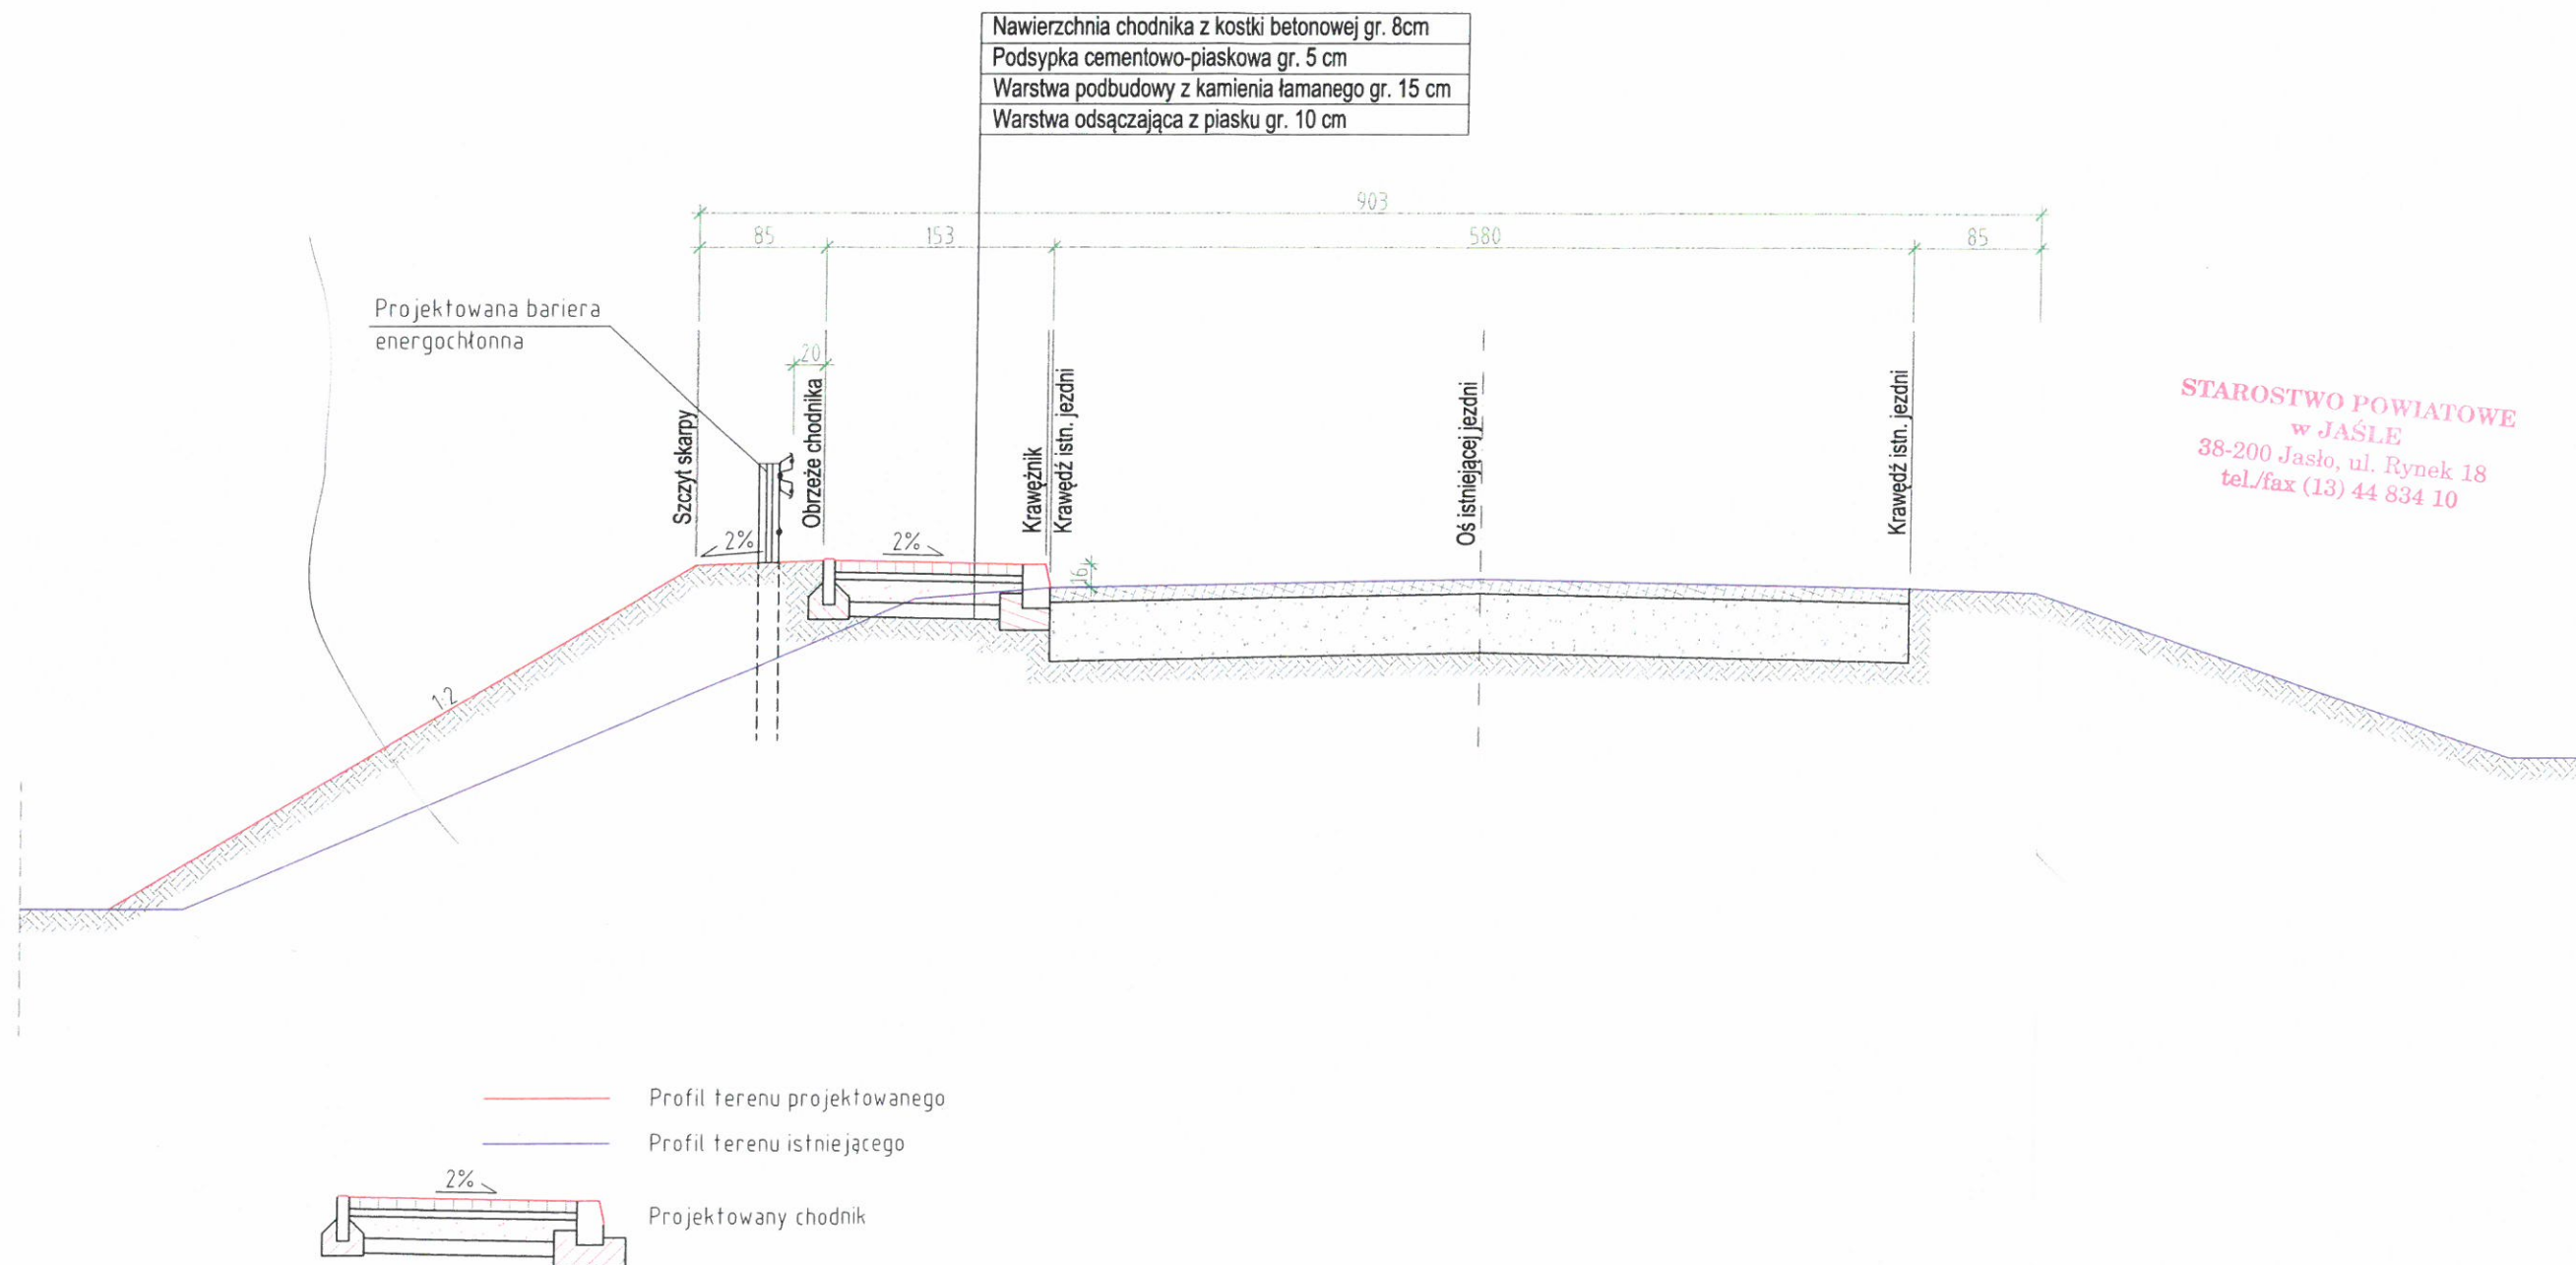 Nawierzchnia chodnika z kostki betonowej gr. 8cm
Podsypka cementowo-piaskowa gr. 5 cm
Warstwa podbudowy z kamienia łamanego gr. 15 cm
Warstwa odsączająca z piasku gr. 10 cm
903
85
153
580
85
Projektowana bariera
energochłonna
20
Szczyt skarpy
Obrzeże chodnika
Krawężnik
Krawędź istn. jezdni
Oś istniejącej jezdni
Krawędź istn. jezdni
STAROSTWO POWIATOWE
w JAŚLE
38-200 Jasło, ul. Rynek 18
tel./fax (13) 44 834 10
2%
2%
16
1:2
Profil terenu projektowanego
Profil terenu istniejącego
2%
Projektowany chodnik